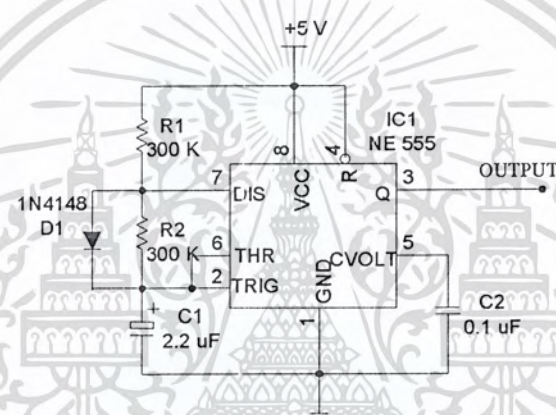 +5 V
R1
300 K
IC1
NE 555
8
4
VCC
R
7
DIS
Q
3
OUTPUT
1N4148
D1
R2
300 K
6
THR
CVOLT
5
2
TRIG
GND
1
+
C1
2.2 uF
C2
0.1 uF